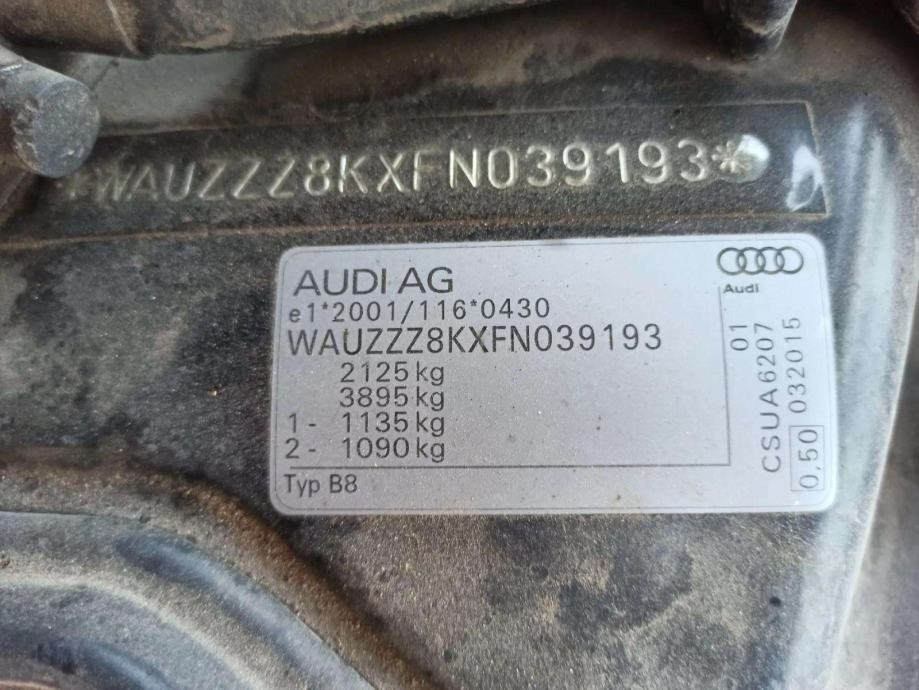 *WAUZZZ8KXFN039193*
AUDI AG
Audi
e1*2001/116*0430
WAUZZZ8KXFN039193
2125 kg
3895 kg
1- 1135 kg
2- 1090 kg
Typ B8
01
CSUA6207
0,50 032015